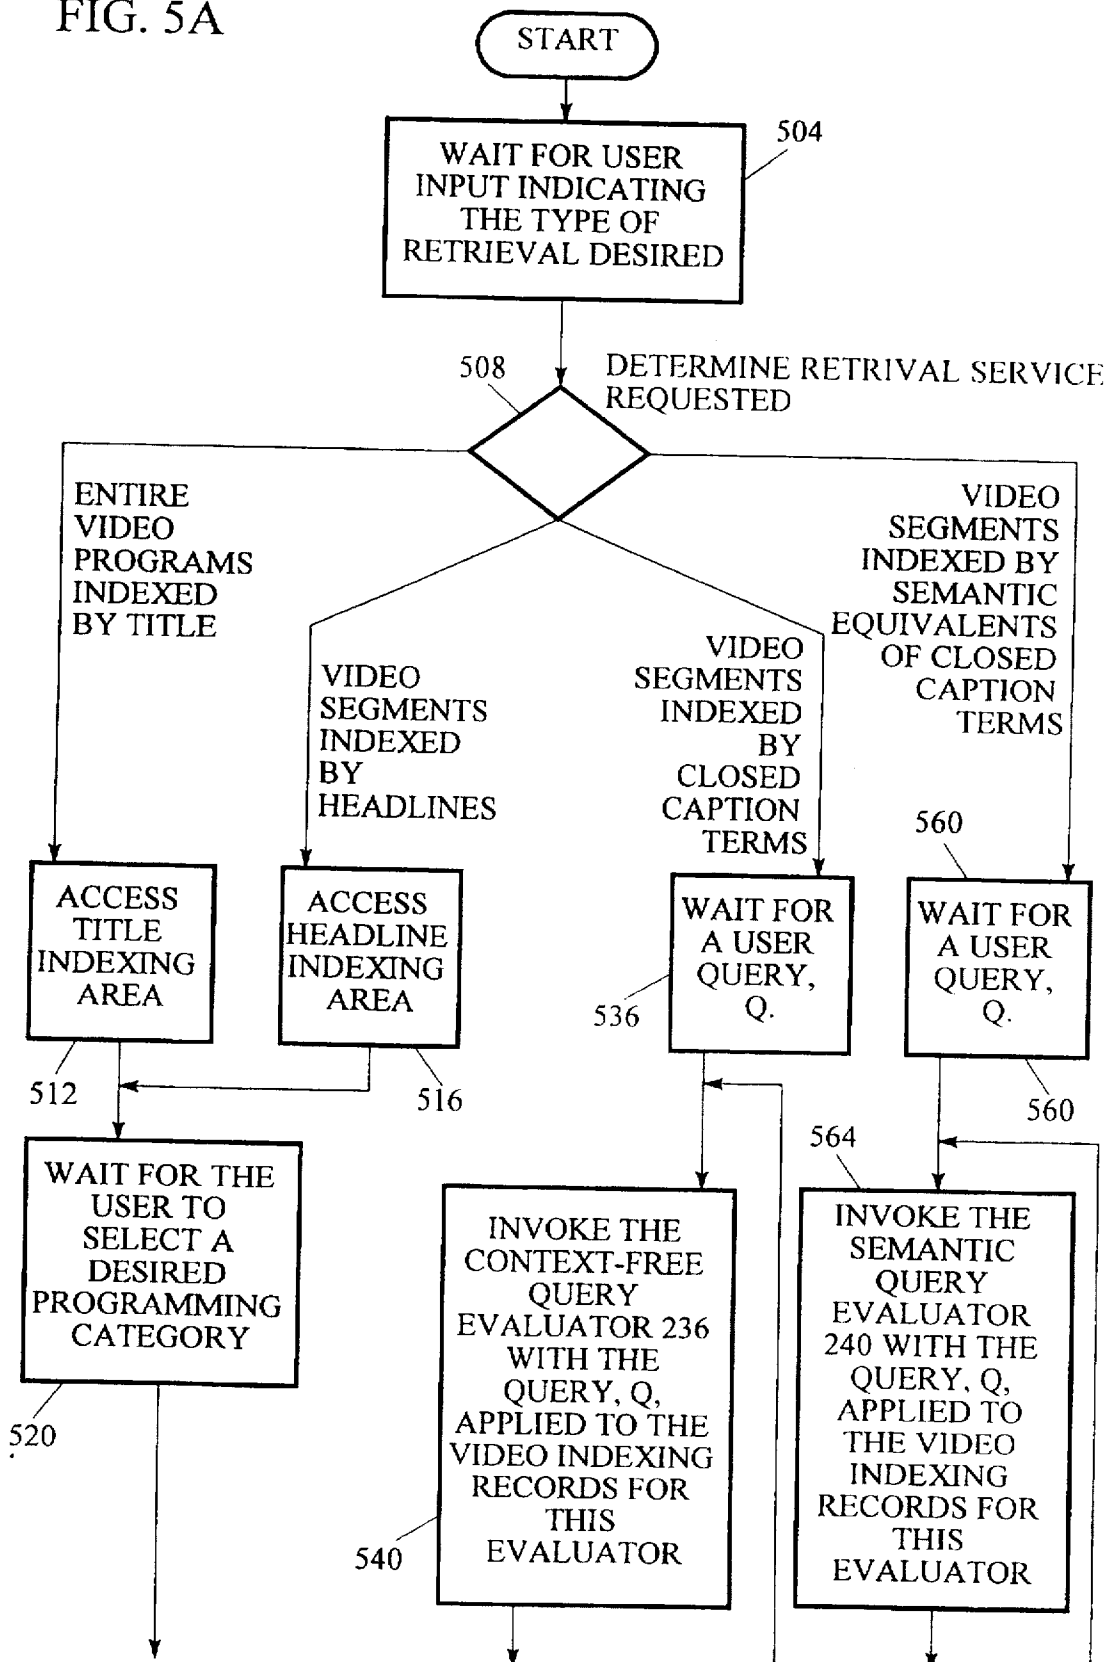 FIG. 5A
START
504
WAIT FOR USER
INPUT INDICATING
THE TYPE OF
RETRIEVAL DESIRED
508
DETERMINE RETRIVAL SERVICE
REQUESTED
ENTIRE
VIDEO
PROGRAMS
INDEXED
BY TITLE
VIDEO
SEGMENTS
INDEXED
BY
HEADLINES
VIDEO
SEGMENTS
INDEXED
BY
CLOSED
CAPTION
TERMS
VIDEO
SEGMENTS
INDEXED BY
SEMANTIC
EQUIVALENTS
OF CLOSED
CAPTION
TERMS
ACCESS
TITLE
INDEXING
AREA
512
ACCESS
HEADLINE
INDEXING
AREA
516
WAIT FOR
A USER
QUERY,
Q.
536
560
WAIT FOR
A USER
QUERY,
Q.
560
WAIT FOR THE
USER TO
SELECT A
DESIRED
PROGRAMMING
CATEGORY
520
INVOKE THE
CONTEXT-FREE
QUERY
EVALUATOR 236
WITH THE
QUERY, Q,
APPLIED TO THE
VIDEO INDEXING
RECORDS FOR
THIS
EVALUATOR
540
564
INVOKE THE
SEMANTIC
QUERY
EVALUATOR
240 WITH THE
QUERY, Q,
APPLIED TO
THE VIDEO
INDEXING
RECORDS FOR
THIS
EVALUATOR